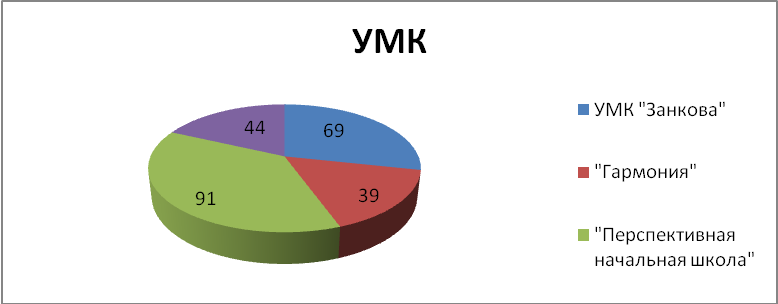 УМК
44
69
91
39
УМК "Занкова"
"Гармония"
"Перспективная
начальная школа"